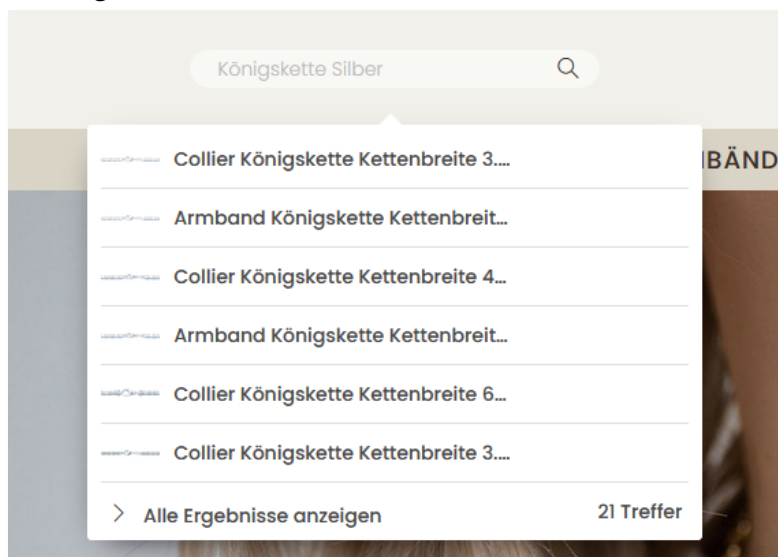 Königskette Silber
BÄND
Collier Königskette Kettenbreite 3....
Armband Königskette Kettenbreit...
Collier Königskette Kettenbreite 4...
Armband Königskette Kettenbreit...
Collier Königskette Kettenbreite 6...
Collier Königskette Kettenbreite 3....
Alle Ergebnisse anzeigen 21 Treffer